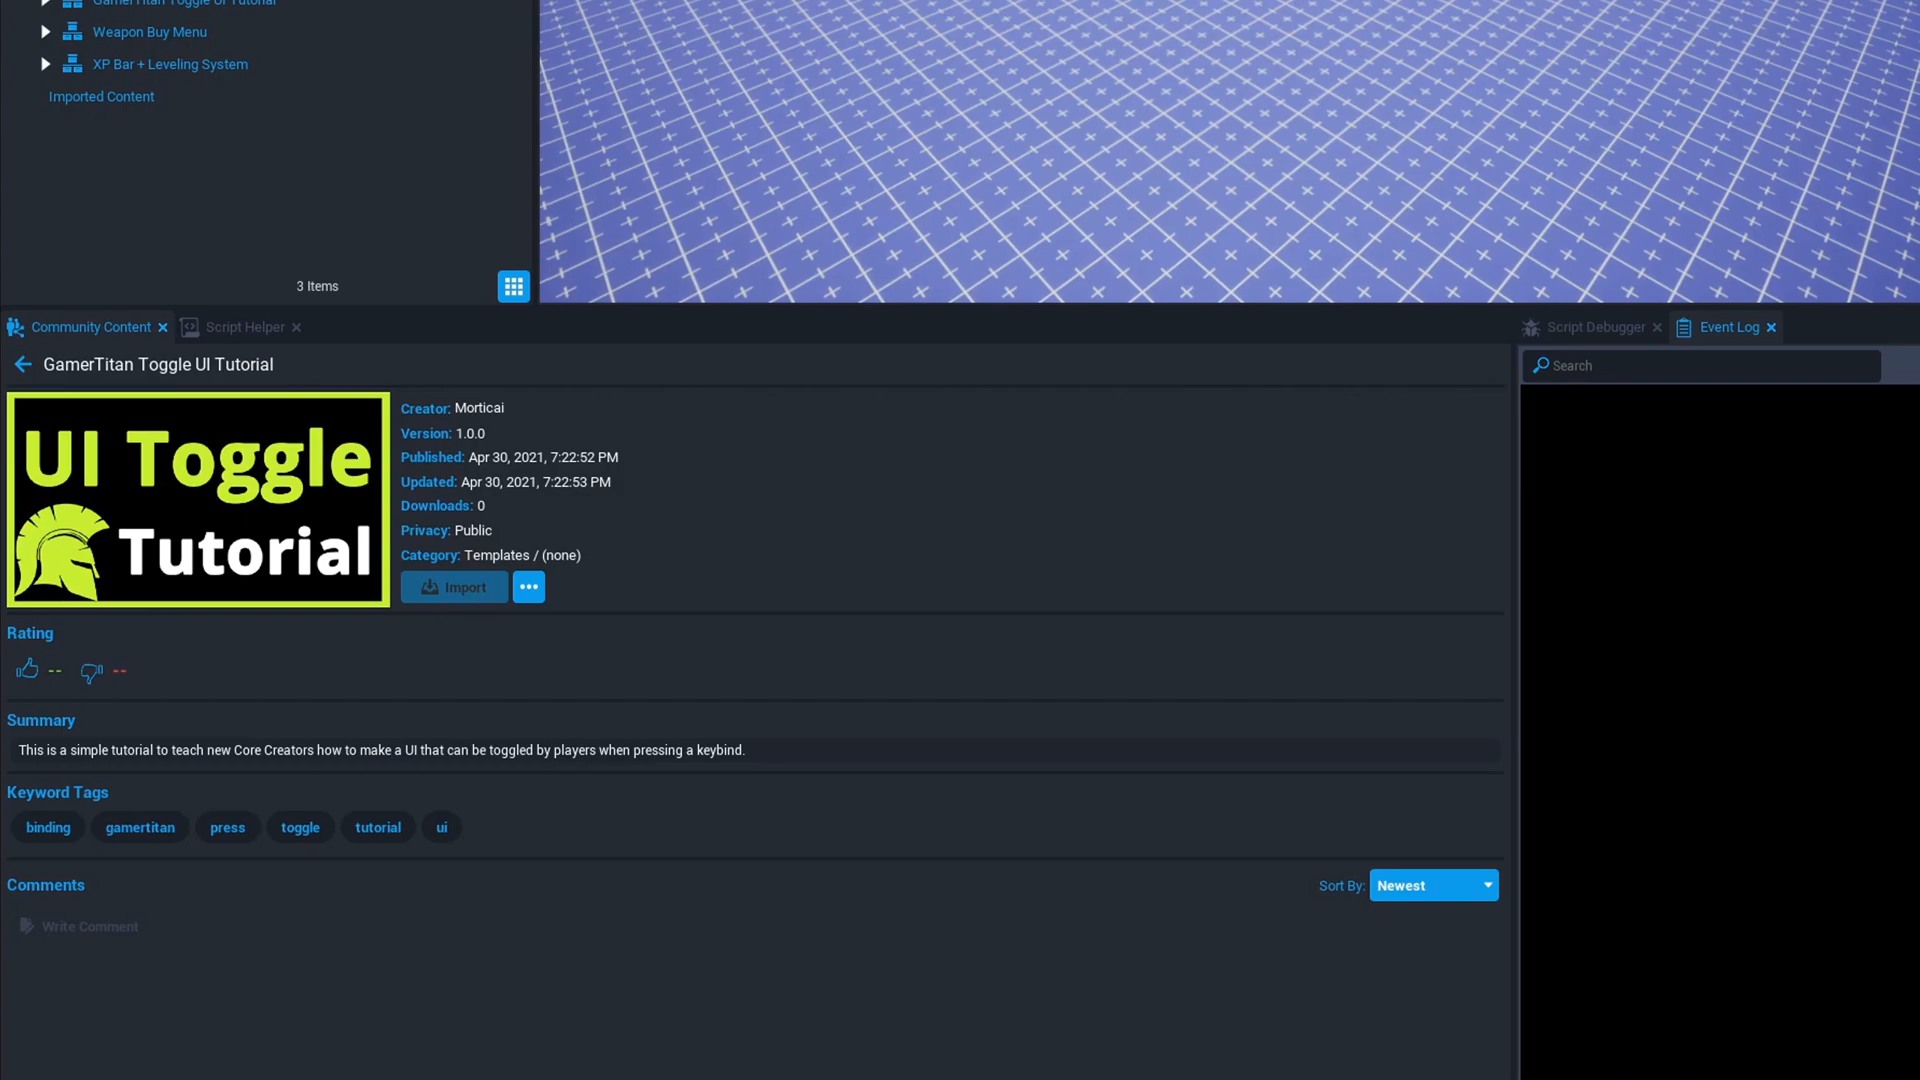 GamerTitan Toggle UI Tutorial
Weapon Buy Menu
XP Bar + Leveling System
Imported Content
3 Items
Community Content
Script Helper
Script Debugger
Event Log
GamerTitan Toggle UI Tutorial
Search
UI Toggle
Tutorial
Creator: Morticai
Version: 1.0.0
Published: Apr 30, 2021, 7:22:52 PM
Updated: Apr 30, 2021, 7:22:53 PM
Downloads: 0
Privacy: Public
Category: Templates / (none)
Import
Rating
-- --
Summary
This is a simple tutorial to teach new Core Creators how to make a UI that can be toggled by players when pressing a keybind.
Keyword Tags
binding gamertitan press toggle tutorial ui
Comments
Sort By: Newest
Write Comment